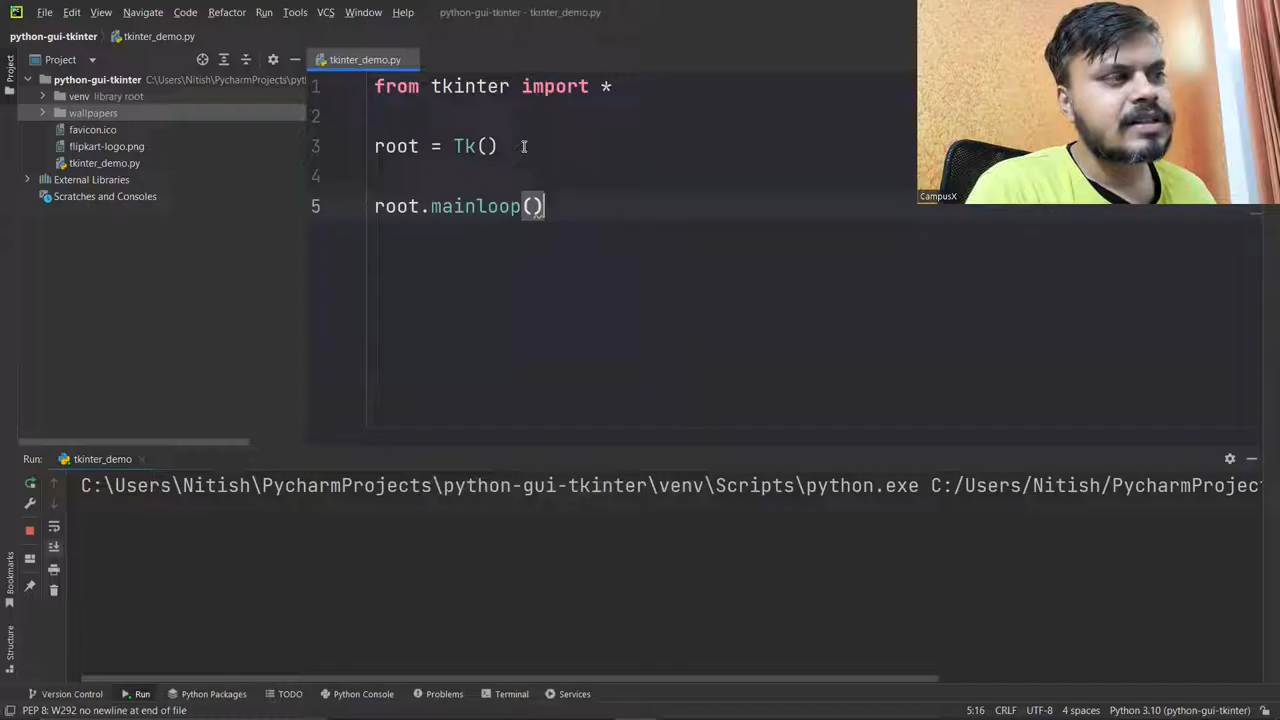 File Edit View Navigate Code Refactor Run Tools VCS Window Help python-gui-tkinter - tkinter_demo.py
python-gui-tkinter tkinter_demo.py
Project
Project
tkinter_demo.py
python-gui-tkinter C:\Users\Nitish\PycharmProjects\pyt
venv library root
wallpapers
favicon.ico
flipkart-logo.png
tkinter_demo.py
External Libraries
Scratches and Consoles
1 from tkinter import *
2
3 root = Tk()
4
5 root.mainloop()
CampusX
Run: tkinter_demo
C:\Users\Nitish\PycharmProjects\python-gui-tkinter\venv\Scripts\python.exe C:/Users/Nitish/PycharmProject
Bookmarks
Structure
Version Control Run Python Packages TODO Python Console Problems Terminal Services
PEP 8: W292 no newline at end of file 5:16 CRLF UTF-8 4 spaces Python 3.10 (python-gui-tkinter)